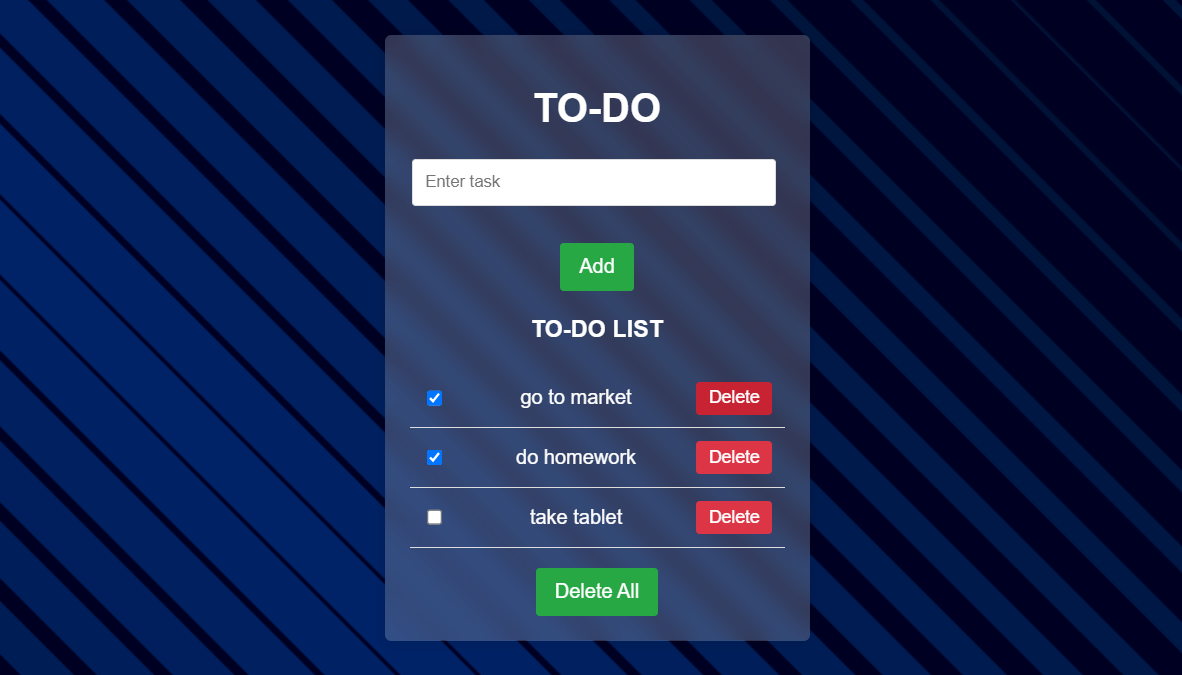 TO-DO
Enter task
Add
TO-DO LIST
go to market Delete
do homework Delete
take tablet Delete
Delete All